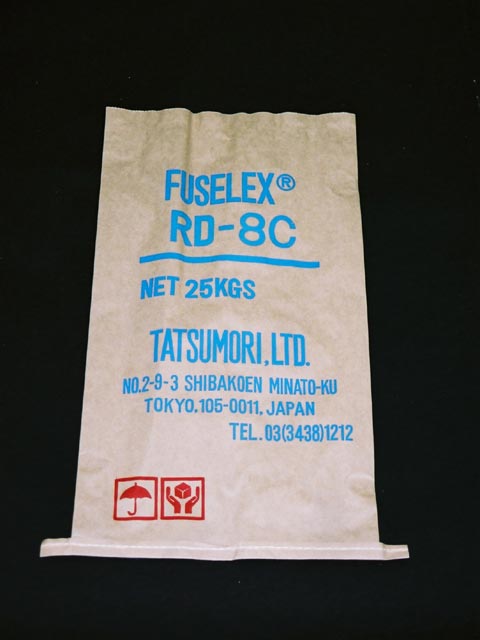 FUSELEX®
RD-8C
NET 25KGS
TATSUMORI,LTD.
NO.2-9-3 SHIBAKOEN MINATO-KU
TOKYO.105-0011, JAPAN
TEL.03(3438)1212